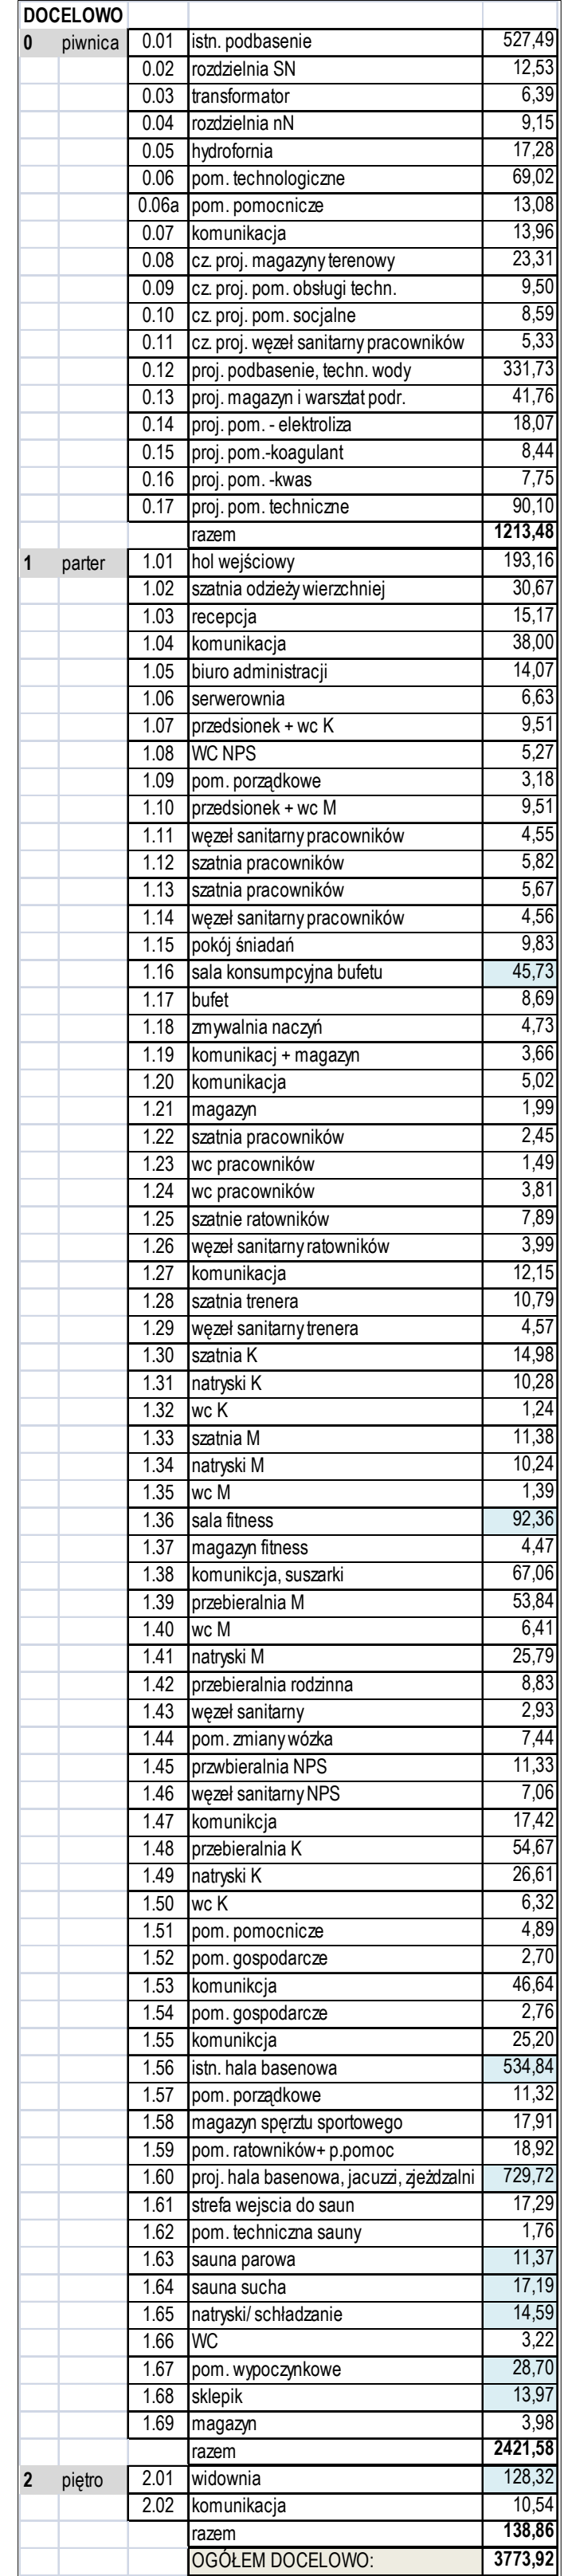 DOCELOWO
0 piwnica 0.01 istn. podbasenie 527,49
0.02 rozdzielnia SN 12,53
0.03 transformator 6,39
0.04 rozdzielnia nN 9,15
0.05 hydrofornia 17,28
0.06 pom. technologiczne 69,02
0.06a pom. pomocnicze 13,08
0.07 komunikacja 13,96
0.08 cz. proj. magazyny terenowy 23,31
0.09 cz. proj. pom. obsługi techn. 9,50
0.10 cz. proj. pom. socjalne 8,59
0.11 cz. proj. węzeł sanitarny pracowników 5,33
0.12 proj. podbasenie, techn. wody 331,73
0.13 proj. magazyn i warsztat podr. 41,76
0.14 proj. pom. - elektroliza 18,07
0.15 proj. pom.-koagulant 8,44
0.16 proj. pom. -kwas 7,75
0.17 proj. pom. techniczne 90,10
razem 1213,48
1 parter 1.01 hol wejściowy 193,16
1.02 szatnia odzieży wierzchniej 30,67
1.03 recepcja 15,17
1.04 komunikacja 38,00
1.05 biuro administracji 14,07
1.06 serwerownia 6,63
1.07 przedsionek + wc K 9,51
1.08 WC NPS 5,27
1.09 pom. porządkowe 3,18
1.10 przedsionek + wc M 9,51
1.11 węzeł sanitarny pracowników 4,55
1.12 szatnia pracowników 5,82
1.13 szatnia pracowników 5,67
1.14 węzeł sanitarny pracowników 4,56
1.15 pokój śniadań 9,83
1.16 sala konsumpcyjna bufetu 45,73
1.17 bufet 8,69
1.18 zmywalnia naczyń 4,73
1.19 komunikacj + magazyn 3,66
1.20 komunikacja 5,02
1.21 magazyn 1,99
1.22 szatnia pracowników 2,45
1.23 wc pracowników 1,49
1.24 wc pracowników 3,81
1.25 szatnie ratowników 7,89
1.26 węzeł sanitarny ratowników 3,99
1.27 komunikacja 12,15
1.28 szatnia trenera 10,79
1.29 węzeł sanitarny trenera 4,57
1.30 szatnia K 14,98
1.31 natryski K 10,28
1.32 wc K 1,24
1.33 szatnia M 11,38
1.34 natryski M 10,24
1.35 wc M 1,39
1.36 sala fitness 92,36
1.37 magazyn fitness 4,47
1.38 komunikcja, suszarki 67,06
1.39 przebieralnia M 53,84
1.40 wc M 6,41
1.41 natryski M 25,79
1.42 przebieralnia rodzinna 8,83
1.43 węzeł sanitarny 2,93
1.44 pom. zmiany wózka 7,44
1.45 przwbieralnia NPS 11,33
1.46 węzeł sanitarny NPS 7,06
1.47 komunikcja 17,42
1.48 przebieralnia K 54,67
1.49 natryski K 26,61
1.50 wc K 6,32
1.51 pom. pomocnicze 4,89
1.52 pom. gospodarcze 2,70
1.53 komunikcja 46,64
1.54 pom. gospodarcze 2,76
1.55 komunikcja 25,20
1.56 istn. hala basenowa 534,84
1.57 pom. porządkowe 11,32
1.58 magazyn sperztu sportowego 17,91
1.59 pom. ratowników+ p.pomoc 18,92
1.60 proj. hala basenowa, jacuzzi, zjeżdzalni 729,72
1.61 strefa wejscia do saun 17,29
1.62 pom. techniczna sauny 1,76
1.63 sauna parowa 11,37
1.64 sauna sucha 17,19
1.65 natryski/ schładzanie 14,59
1.66 WC 3,22
1.67 pom. wypoczynkowe 28,70
1.68 sklepik 13,97
1.69 magazyn 3,98
razem 2421,58
2 piętro 2.01 widownia 128,32
2.02 komunikacja 10,54
razem 138,86
OGÓŁEM DOCELOWO: 3773,92